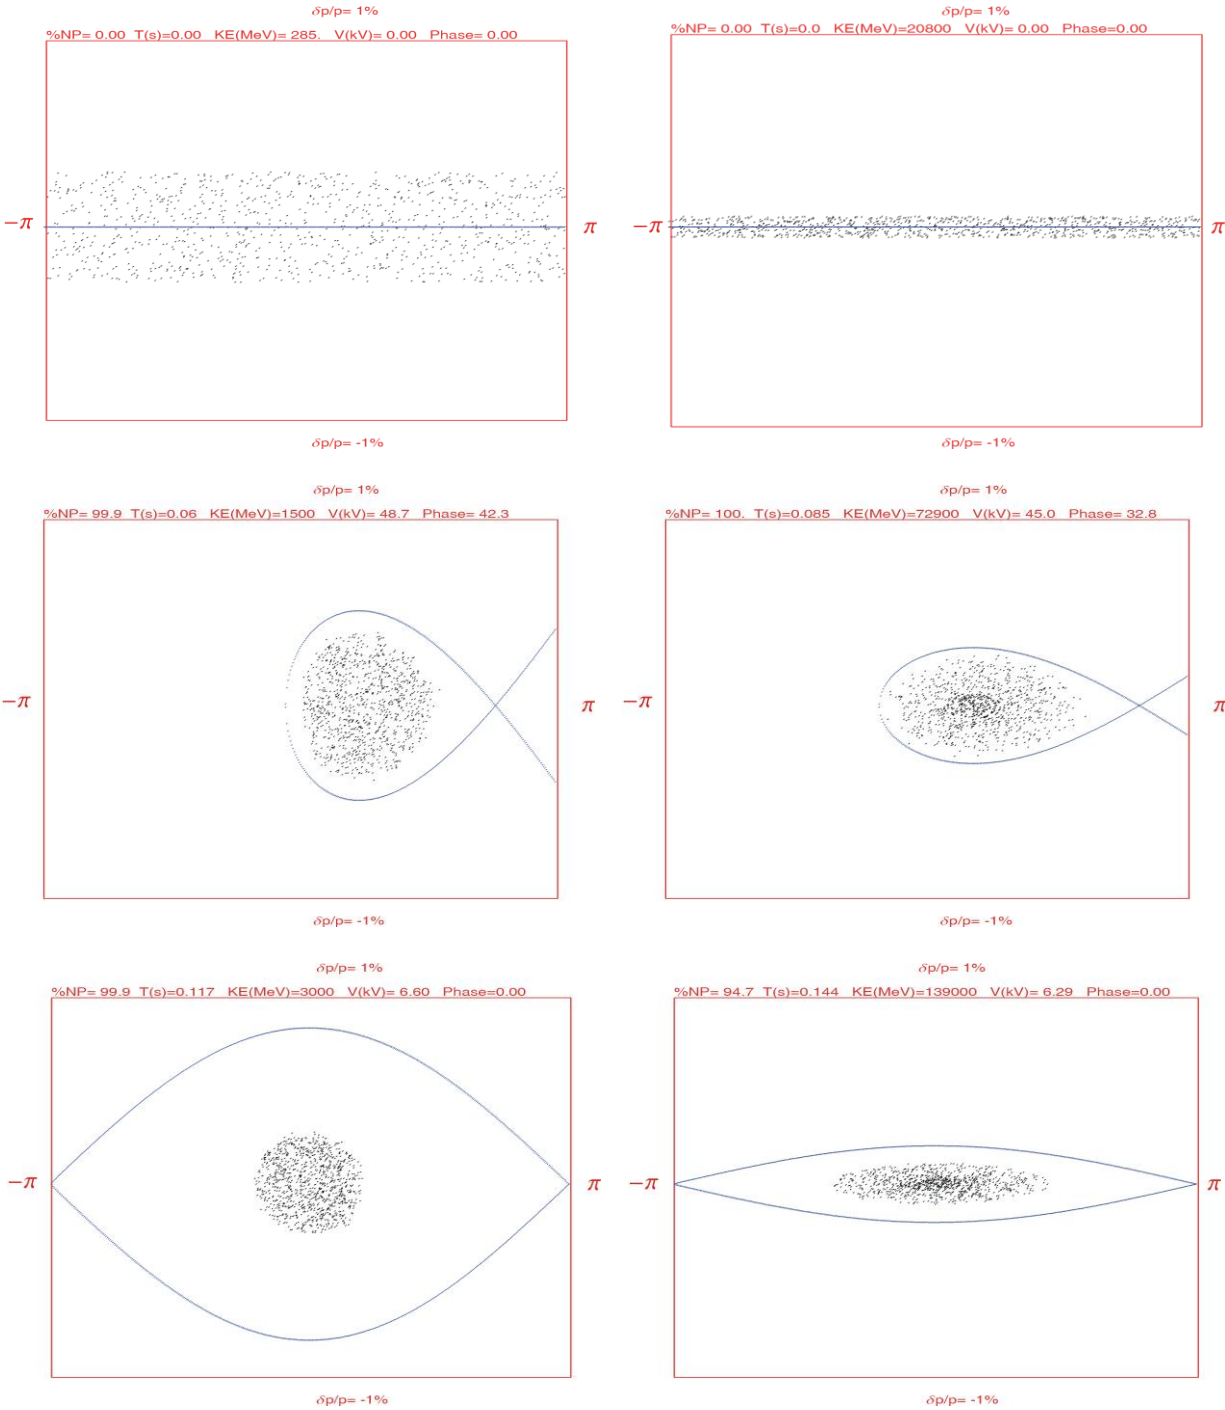 δp/p= 1%
%NP= 0.00 T(s)=0.00 KE(MeV)= 285. V(kV)= 0.00 Phase= 0.00
−π
π
δp/p= -1%
δp/p= 1%
%NP= 0.00 T(s)=0.0 KE(MeV)=20800 V(kV)= 0.00 Phase=0.00
−π
π
δp/p= -1%
δp/p= 1%
%NP= 99.9 T(s)=0.06 KE(MeV)=1500 V(kV)= 48.7 Phase= 42.3
−π
π
δp/p= -1%
δp/p= 1%
%NP= 100. T(s)=0.085 KE(MeV)=72900 V(kV)= 45.0 Phase= 32.8
−π
π
δp/p= -1%
δp/p= 1%
%NP= 99.9 T(s)=0.117 KE(MeV)=3000 V(kV)= 6.60 Phase=0.00
−π
π
δp/p= -1%
δp/p= 1%
%NP= 94.7 T(s)=0.144 KE(MeV)=139000 V(kV)= 6.29 Phase=0.00
−π
π
δp/p= -1%